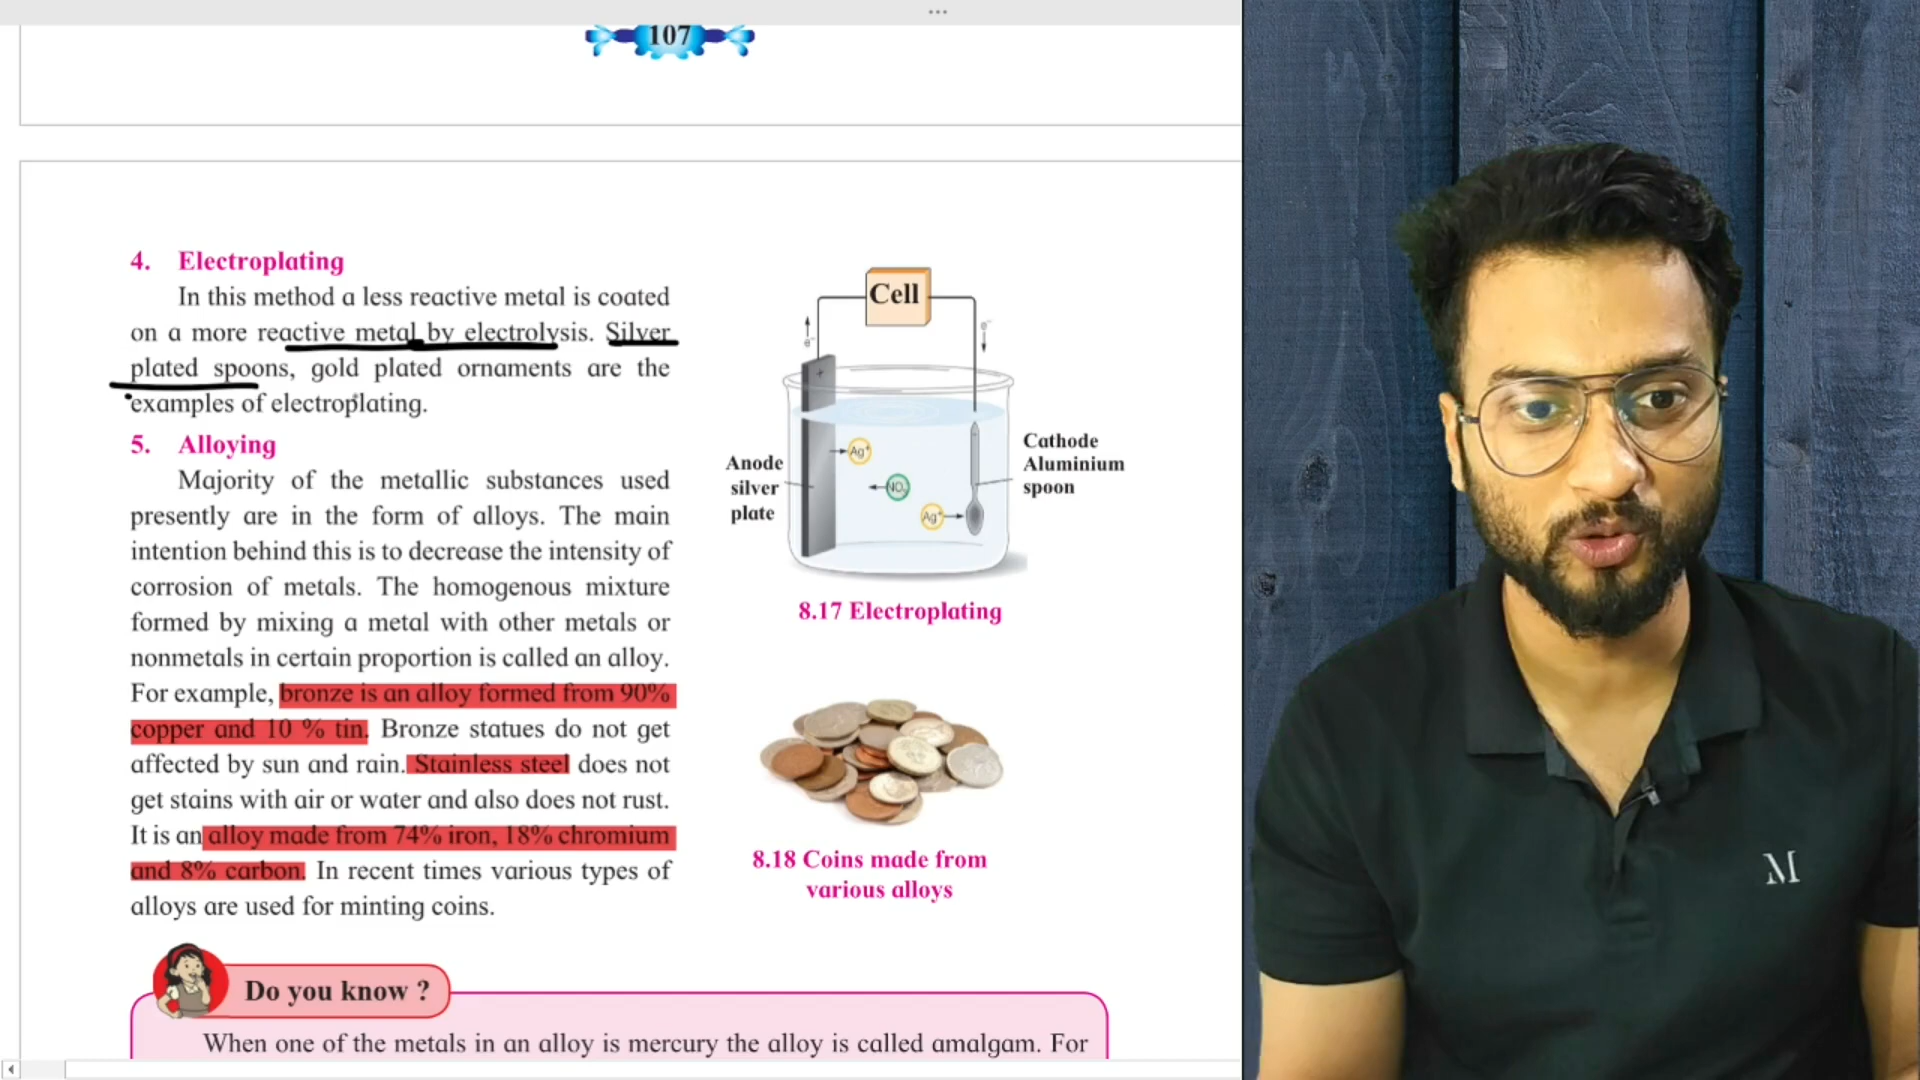 107
4. Electroplating
In this method a less reactive metal is coated
on a more reactive metal by electrolysis. Silver
plated spoons, gold plated ornaments are the
examples of electroplating.
5. Alloying
Majority of the metallic substances used
presently are in the form of alloys. The main
intention behind this is to decrease the intensity of
corrosion of metals. The homogenous mixture
formed by mixing a metal with other metals or
nonmetals in certain proportion is called an alloy.
For example, bronze is an alloy formed from 90%
copper and 10 % tin. Bronze statues do not get
affected by sun and rain. Stainless steel does not
get stains with air or water and also does not rust.
It is an alloy made from 74% iron, 18% chromium
and 8% carbon. In recent times various types of
alloys are used for minting coins.
Cell
e⁻
e⁻
+
Ag⁺
NO₃
Ag⁺
Anode
silver
plate
Cathode
Aluminium
spoon
8.17 Electroplating
8.18 Coins made from
various alloys
Do you know ?
When one of the metals in an alloy is mercury the alloy is called amalgam. For
M